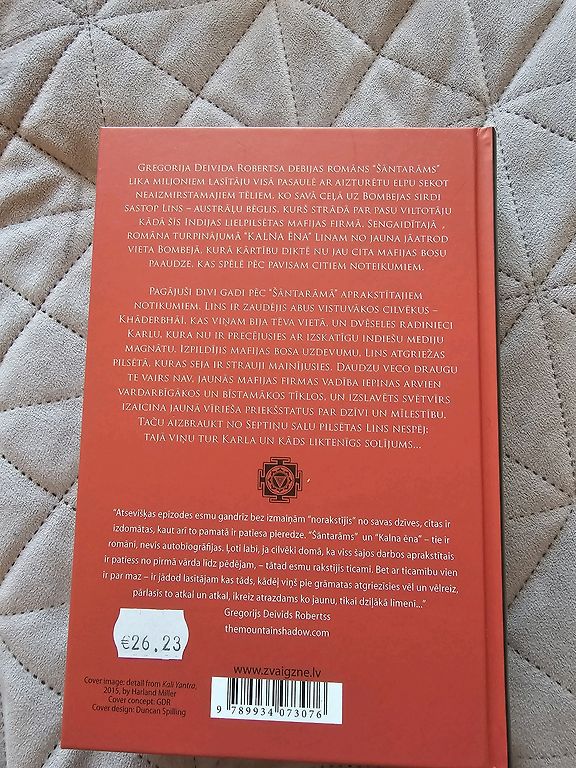 Gregorija Deivida Robertsa debijas romāns "Šāntarāms"
lika miljoniem lasītāju visā pasaulē ar aizturētu elpu sekot
neaizmirstamajiem tēliem, ko savā ceļā uz Bombejas sirdi
sastop Lins – austrāļu bēglis, kurš strādā par pasu viltotāju
kādā šīs Indijas lielpilsētas mafijas firmā. Sengaidītajā ,
romāna turpinājumā "Kalna ēna" Linam no jauna jāatrod
vieta Bombejā, kurā kārtību diktē nu jau cita mafijas bosu
paaudze, kas spēlē pēc pavisam citiem noteikumiem.
Pagājuši divi gadi pēc "Šāntarāmā" aprakstītajiem
notikumiem. Lins ir zaudējis abus vistuvākos cilvēkus –
Khāderbhāi, kas viņam bija tēva vietā, un dvēseles radinieci
Karlu, kura nu ir precējusies ar izskatīgu indiešu mediju
magnātu. Izpildījis mafijas bosa uzdevumu, Lins atgriežas
pilsētā, kuras seja ir strauji mainījusies. Daudzu veco draugu
te vairs nav, jaunās mafijas firmas vadība iepinas arvien
vardarbīgākos un bīstamākos tīklos, un izslavēts svētvīrs
izaicina jaunā vīrieša priekšstatus par dzīvi un mīlestību.
Taču aizbraukt no Septiņu salu pilsētas Lins nespēj:
tajā viņu tur Karla un kāds liktenīgs solījums...
"Atsevišķas epizodes esmu gandrīz bez izmaiņām "norakstījis" no savas dzīves, citas ir
izdomātas, kaut arī to pamatā ir patiesa pieredze. "Šāntarāms" un "Kalna ēna" – tie ir
romāni, nevis autobiogrāfijas. Ļoti labi, ja cilvēki domā, ka viss šajos darbos aprakstītais
ir patiess no pirmā vārda līdz pēdējam, – tātad esmu rakstījis ticami. Bet ar ticamību vien
ir par maz – ir jādod lasītājam kas tāds, kādēļ viņš pie grāmatas atgriezīsies vēl un vēlreiz,
pārlasīs to atkal un atkal, ikreiz atrazdams ko jaunu, tikai dziļākā līmenī..."
Gregorijs Deivids Robertss
themountainshadow.com
€26,23
www.zvaigzne.lv
Cover image: detail from Kali Yantra,
2015, by Harland Miller
Cover concept: GDR
Cover design: Duncan Spilling
9 789934 073076